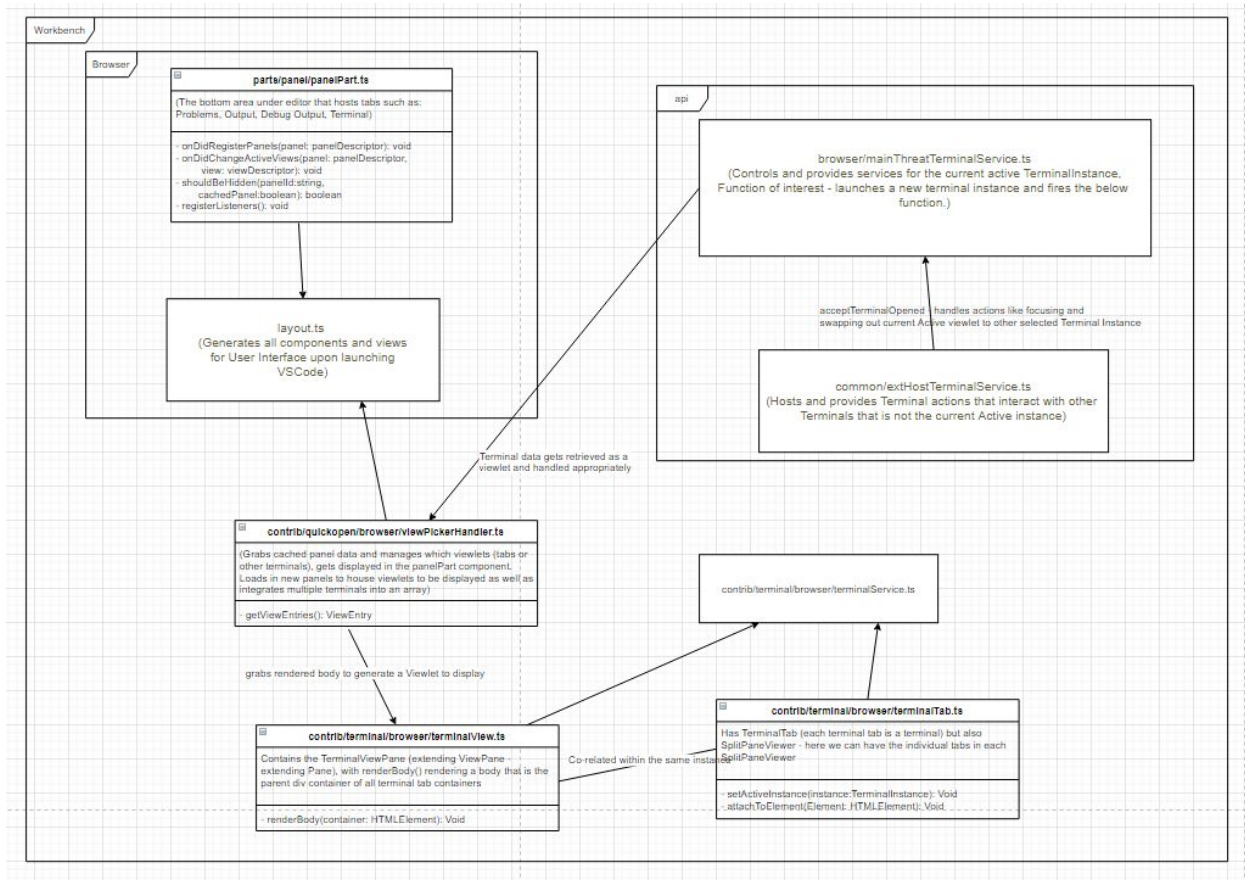 Workbench
Browser
parts/panel/panelPart.ts
(The bottom area under editor that hosts tabs such as:
Problems, Output, Debug Output, Terminal)
- onDidRegisterPanels(panel: panelDescriptor): void
- onDidChangeActiveViews(panel: panelDescriptor,
view: viewDescriptor): void
- shouldBeHidden(panelId:string,
cachedPanel:boolean): boolean
- registerListeners(): void
layout.ts
(Generates all components and views
for User Interface upon launching
VSCode)
api
browser/mainThreatTerminalService.ts
(Controls and provides services for the current active TerminalInstance,
Function of interest - launches a new terminal instance and fires the below
function.)
acceptTerminalOpened - handles actions like focusing and
swapping out current Active viewlet to other selected Terminal Instance
common/extHostTerminalService.ts
(Hosts and provides Terminal actions that interact with other
Terminals that is not the current Active instance)
Terminal data gets retrieved as a
viewlet and handled appropriately
contrib/quickopen/browser/viewPickerHandler.ts
(Grabs cached panel data and manages which viewlets (tabs or
other terminals), gets displayed in the panelPart component.
Loads in new panels to house viewlets to be displayed as well as
integrates multiple terminals into an array)
- getViewEntries(): ViewEntry
grabs rendered body to generate a Viewlet to display
contrib/terminal/browser/terminalService.ts
contrib/terminal/browser/terminalView.ts
Contains the TerminalViewPane (extending ViewPane -
extending Pane), with renderBody() rendering a body that is the
parent div container of all terminal tab containers
- renderBody(container: HTMLElement): Void
Co-related within the same instance
contrib/terminal/browser/terminalTab.ts
Has TerminalTab (each terminal tab is a terminal) but also
SplitPaneViewer - here we can have the individual tabs in each
SplitPaneViewer
- setActiveInstance(instance:TerminalInstance): Void
- attachToElement(Element: HTMLElement): Void